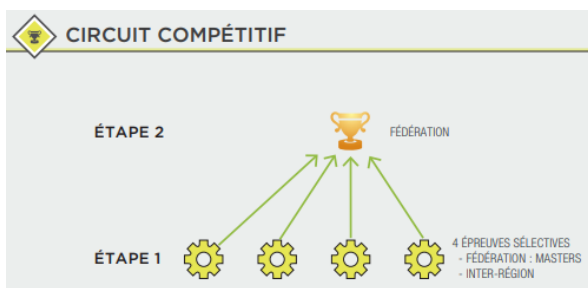 CIRCUIT COMPÉTITIF
ÉTAPE 2
FÉDÉRATION
ÉTAPE 1
4 ÉPREUVES SÉLECTIVES
- FÉDÉRATION : MASTERS
- INTER-RÉGION